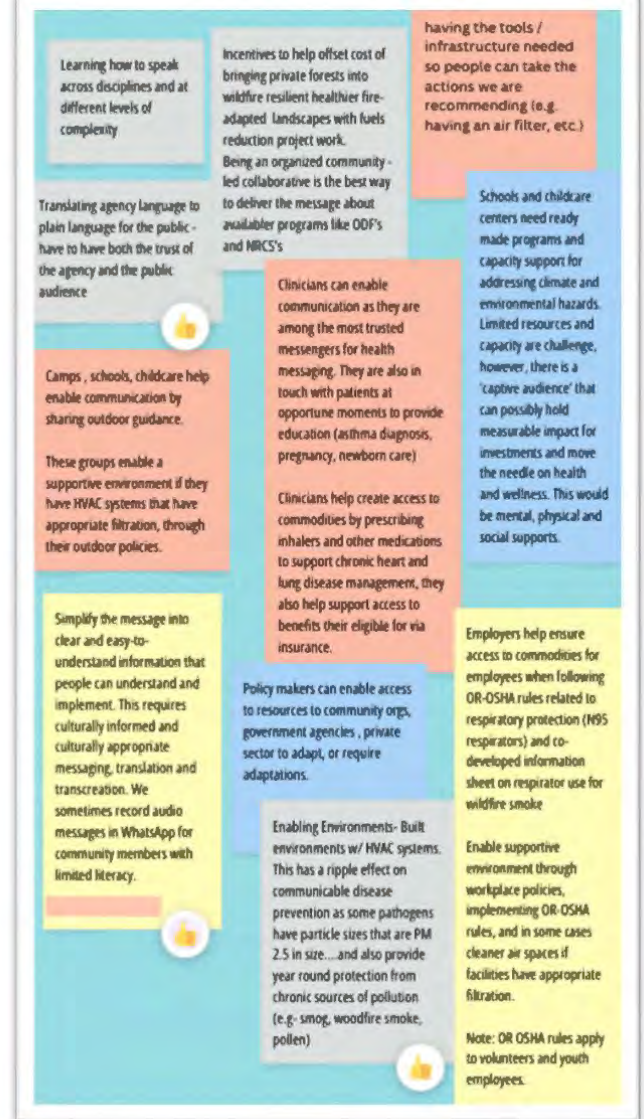 Learning how to speak
across disciplines and at
different levels of
complexity
Incentives to help offset cost of
bringing private forests into
wildfire resilient healthier fire-
adapted landscapes with fuels
reduction project work.
Being an organized community -
led collaborative is the best way
to deliver the message about
availabler programs like ODF's
and NRCS's
having the tools /
infrastructure needed
so people can take the
actions we are
recommending (e.g.
having an air filter, etc.)
Translating agency language to
plain language for the public -
have to have both the trust of
the agency and the public
audience
Schools and childcare
centers need ready
made programs and
capacity support for
addressing climate and
environmental hazards.
Limited resources and
capacity are challenge,
however, there is a
'captive audience' that
can possibly hold
measurable impact for
investments and move
the needle on health
and wellness. This would
be mental, physical and
social supports.
Clinicians can enable
communication as they are
among the most trusted
messengers for health
messaging. They are also in
touch with patients at
opportune moments to provide
education (asthma diagnosis,
pregnancy, newborn care)
Clinicians help create access to
commodities by prescribing
inhalers and other medications
to support chronic heart and
lung disease management, they
also help support access to
benefits their eligible for via
insurance.
Camps , schools, childcare help
enable communication by
sharing outdoor guidance.
These groups enable a
supportive environment if they
have HVAC systems that have
appropriate filtration, through
their outdoor policies.
Simplify the message into
clear and easy-to-
understand information that
people can understand and
implement. This requires
culturally informed and
culturally appropriate
messaging, translation and
transcreation. We
sometimes record audio
messages in WhatsApp for
community members with
limited literacy.
Policy makers can enable access
to resources to community orgs,
government agencies , private
sector to adapt, or require
adaptations.
Employers help ensure
access to commodities for
employees when following
OR-OSHA rules related to
respiratory protection (N95
respirators) and co-
developed information
sheet on respirator use for
wildfire smoke
Enable supportive
environment through
workplace policies,
implementing OR-OSHA
rules, and in some cases
cleaner air spaces if
facilities have appropriate
filtration.
Note: OR OSHA rules apply
to volunteers and youth
employees.
Enabling Environments- Built
environments w/ HVAC systems.
This has a ripple effect on
communicable disease
prevention as some pathogens
have particle sizes that are PM
2.5 in size....and also provide
year round protection from
chronic sources of pollution
(e.g- smog, woodfire smoke,
pollen)